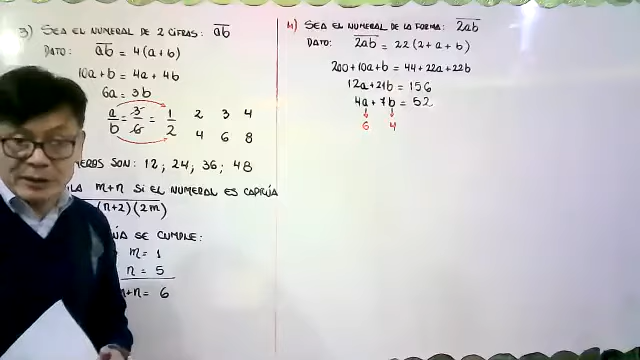 3) SEA EL NUMERAL DE 2 CIFRAS: ab
DATO: ab = 4(a+b)
10a+b = 4a+4b
6a = 3b
a/b = 3/6 = 1/2 2/4 3/6 4/8
SON: 12; 24; 36; 48
m+n SI EL NUMERAL ES CAPICÚA
(n+2)(2m)
SE CUMPLE:
m = 1
n = 5
+n = 6
4) SEA EL NUMERAL DE LA FORMA: 2ab
DATO: 2ab = 22(2+a+b)
200+10a+b = 44+22a+22b
12a+21b = 156
4a+7b = 52
6 4